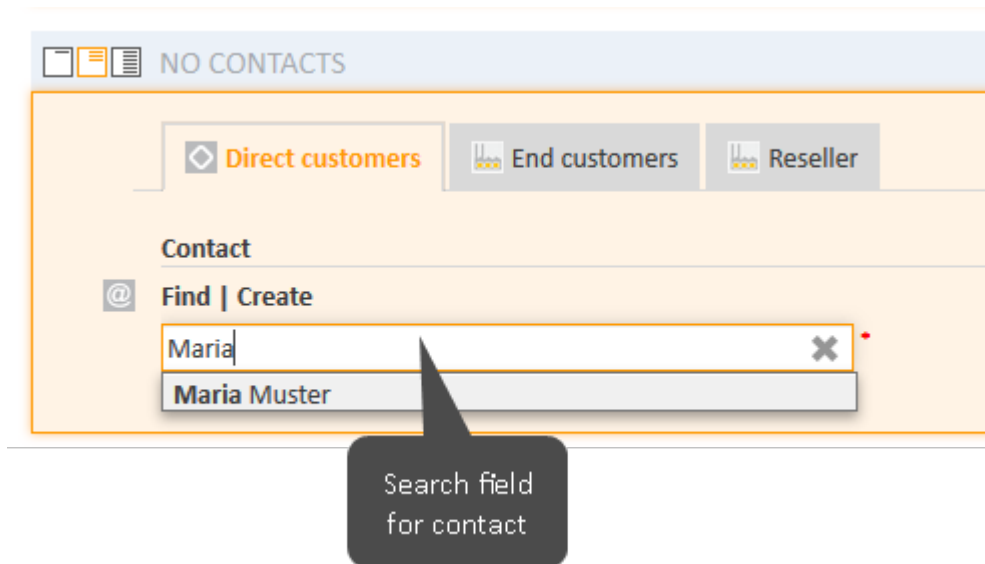 NO CONTACTS
Direct customers End customers Reseller
Contact
@ Find | Create
Maria
Maria Muster
Search field
for contact